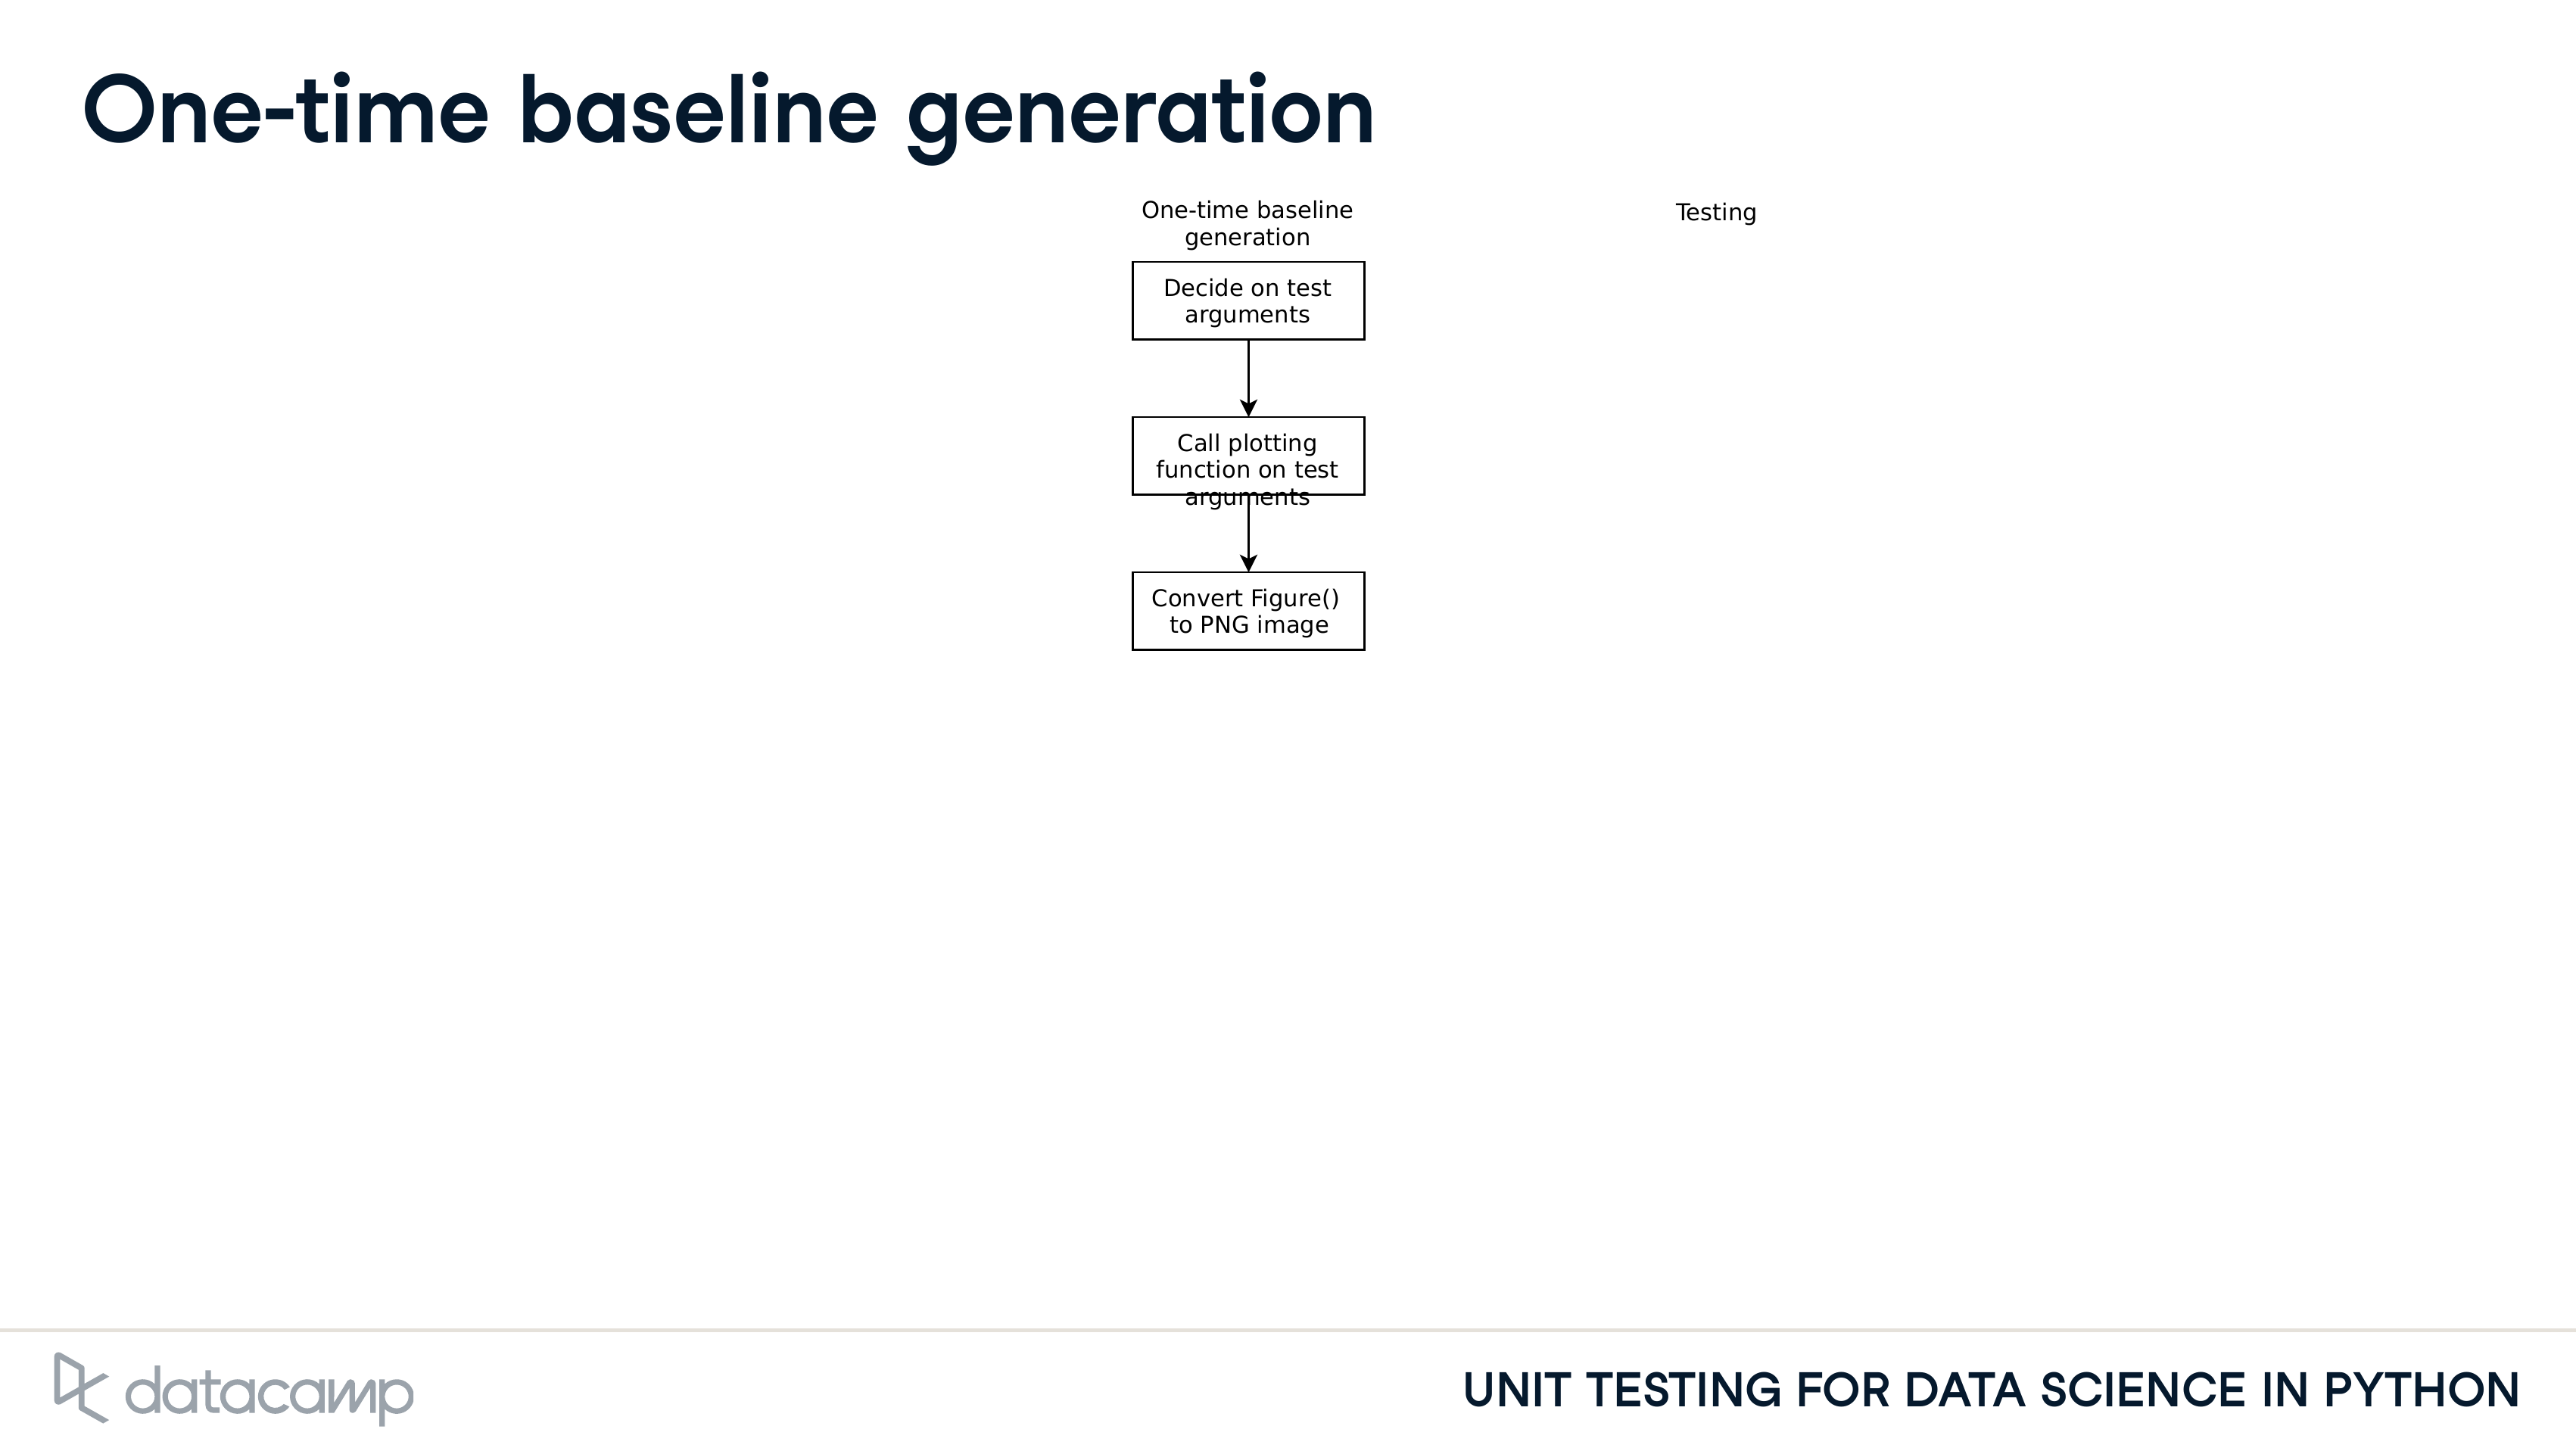 One-time baseline generation
One-time baseline
generation
Testing
Decide on test
arguments
Call plotting
function on test
arguments
Convert Figure()
to PNG image
datacamp
UNIT TESTING FOR DATA SCIENCE IN PYTHON